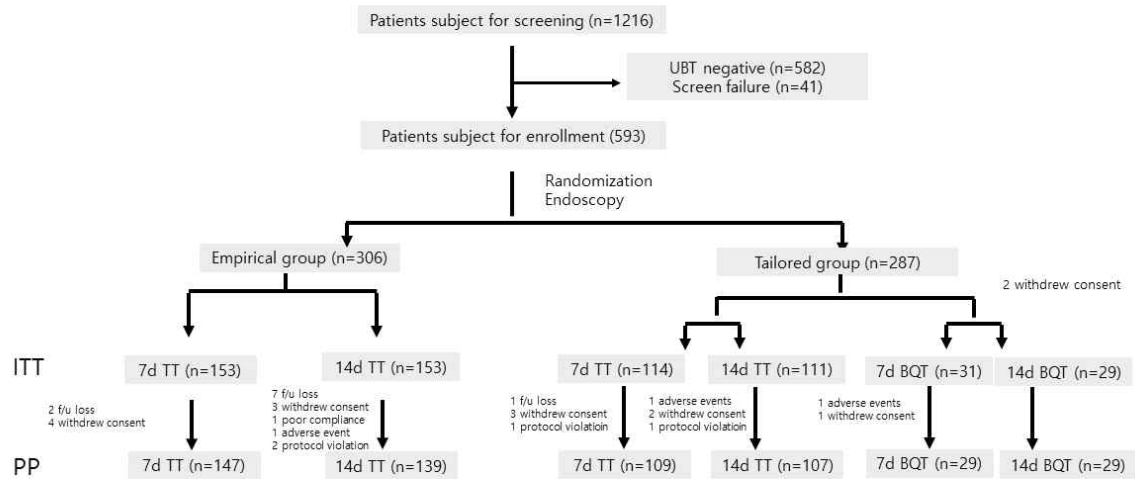 Patients subject for screening (n=1216)
UBT negative (n=582)
Screen failure (n=41)
Patients subject for enrollment (593)
Randomization
Endoscopy
Empirical group (n=306)
Tailored group (n=287)
2 withdrew consent
ITT
7d TT (n=153)
14d TT (n=153)
7d TT (n=114)
14d TT (n=111)
7d BQT (n=31)
14d BQT (n=29)
2 f/u loss
4 withdrew consent
7 f/u loss
3 withdrew consent
1 poor compliance
1 adverse event
2 protocol violation
1 f/u loss
3 withdrew consent
1 protocol violatioin
1 adverse events
2 withdrew consent
1 protocol violatioin
1 adverse events
1 withdrew consent
PP
7d TT (n=147)
14d TT (n=139)
7d TT (n=109)
14d TT (n=107)
7d BQT (n=29)
14d BQT (n=29)